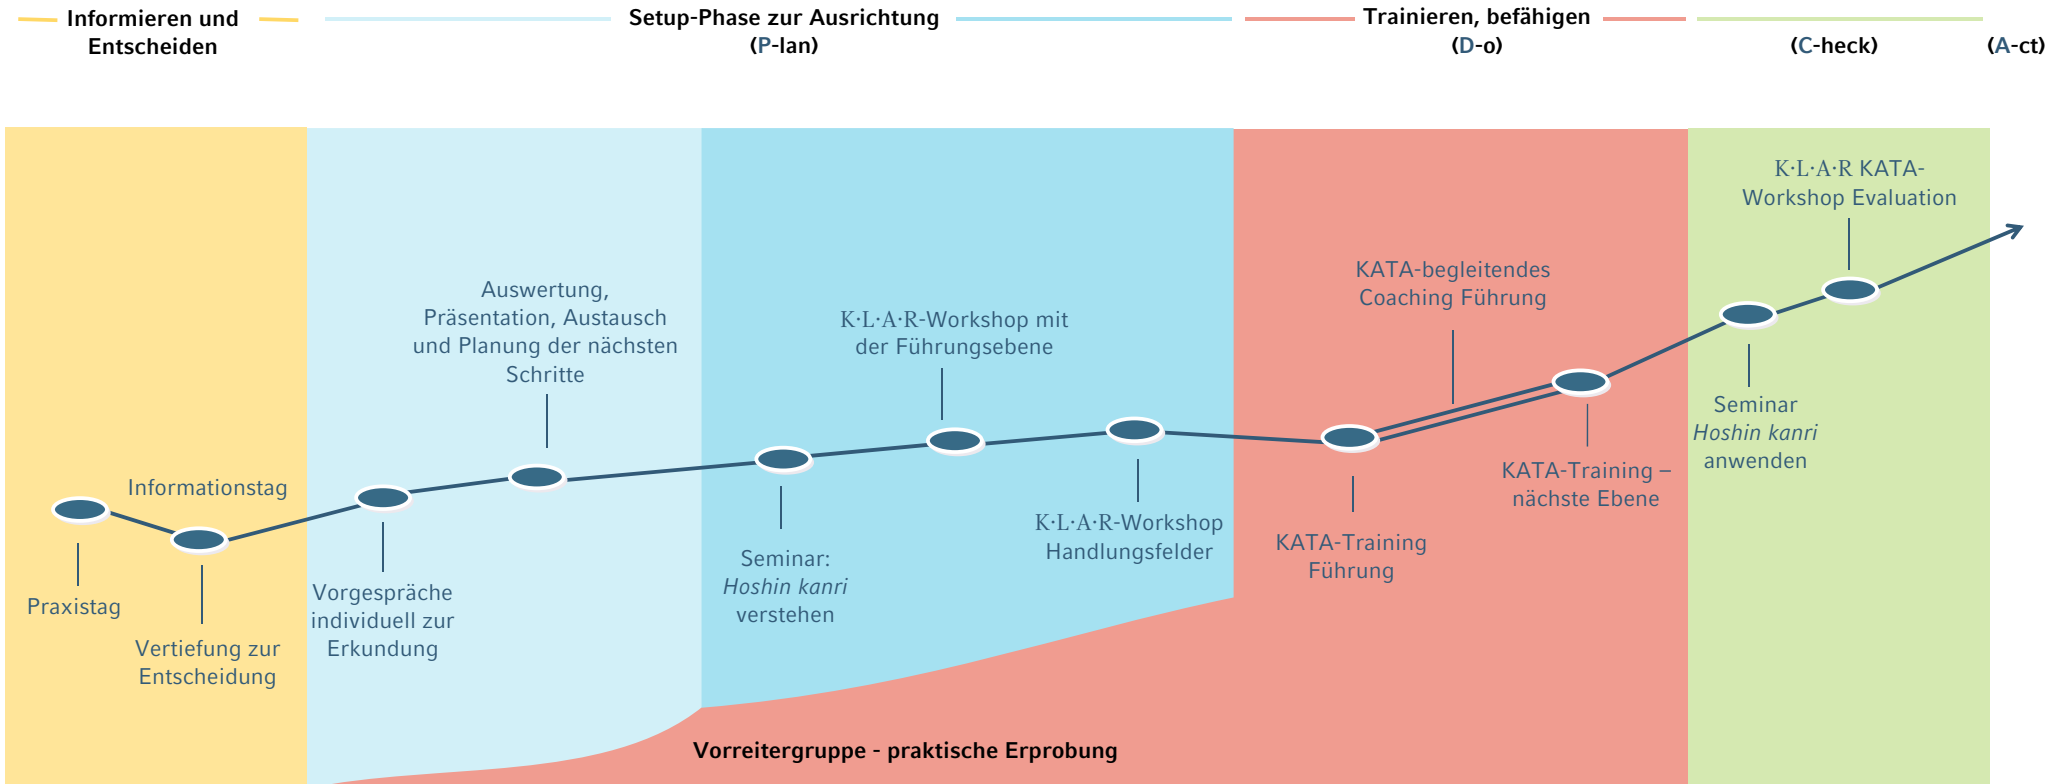 Informieren und
Entscheiden
Setup-Phase zur Ausrichtung
(P-lan)
Trainieren, befähigen
(D-o)
(C-heck)
(A-ct)
Praxistag
Informationstag
Vertiefung zur
Entscheidung
Vorgespräche
individuell zur
Erkundung
Auswertung,
Präsentation, Austausch
und Planung der nächsten
Schritte
Seminar:
Hoshin kanri
verstehen
K·L·A·R-Workshop mit
der Führungsebene
K·L·A·R-Workshop
Handlungsfelder
KATA-Training
Führung
KATA-begleitendes
Coaching Führung
KATA-Training –
nächste Ebene
Seminar
Hoshin kanri
anwenden
K·L·A·R KATA-
Workshop Evaluation
Vorreitergruppe - praktische Erprobung